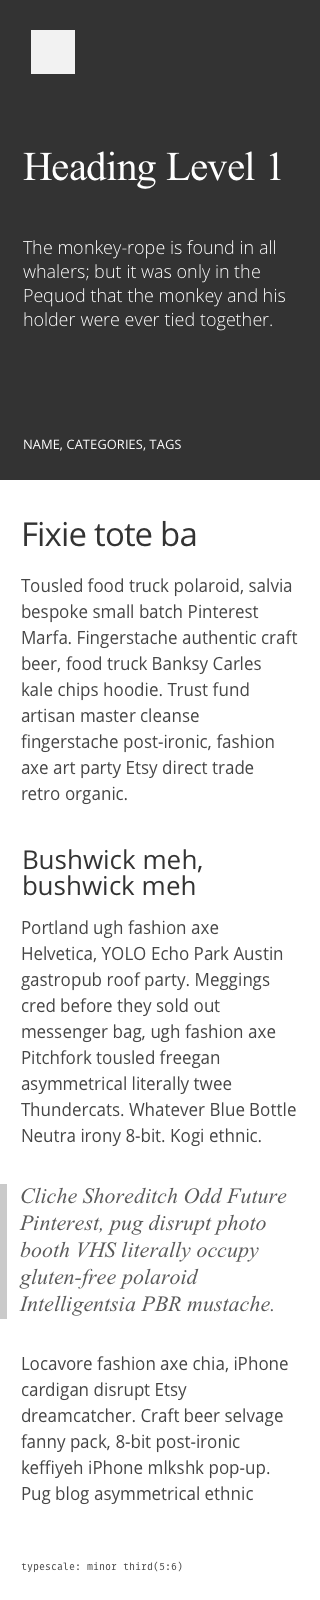 Heading Level 1
The monkey-rope is found in all
whalers; but it was only in the
Pequod that the monkey and his
holder were ever tied together.
NAME, CATEGORIES, TAGS
Fixie tote ba
Tousled food truck polaroid, salvia
bespoke small batch Pinterest
Marfa. Fingerstache authentic craft
beer, food truck Banksy Carles
kale chips hoodie. Trust fund
artisan master cleanse
fingerstache post-ironic, fashion
axe art party Etsy direct trade
retro organic.
Bushwick meh,
bushwick meh
Portland ugh fashion axe
Helvetica, YOLO Echo Park Austin
gastropub roof party. Meggings
cred before they sold out
messenger bag, ugh fashion axe
Pitchfork tousled freegan
asymmetrical literally twee
Thundercats. Whatever Blue Bottle
Neutra irony 8-bit. Kogi ethnic.
Cliche Shoreditch Odd Future
Pinterest, pug disrupt photo
booth VHS literally occupy
gluten-free polaroid
Intelligentsia PBR mustache.
Locavore fashion axe chia, iPhone
cardigan disrupt Etsy
dreamcatcher. Craft beer selvage
fanny pack, 8-bit post-ironic
keffiyeh iPhone mlkshk pop-up.
Pug blog asymmetrical ethnic
typescale: minor third(5:6)